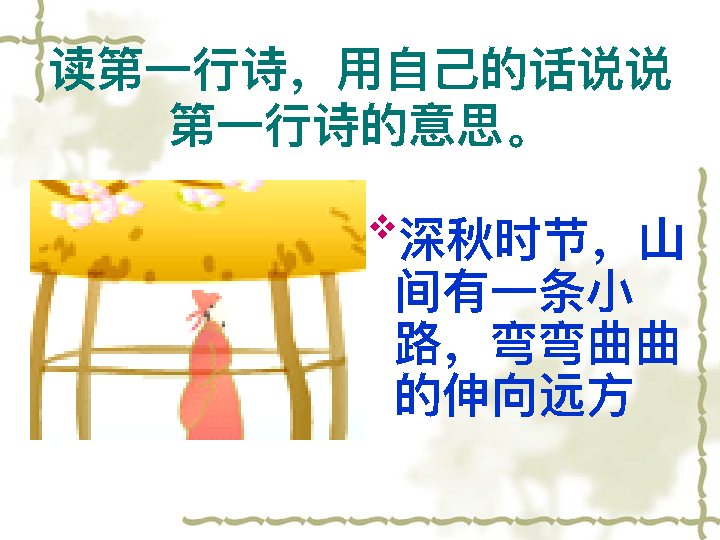 读第一行诗，用自己的话说说
第一行诗的意思。
深秋时节，山
间有一条小
路，弯弯曲曲
的伸向远方